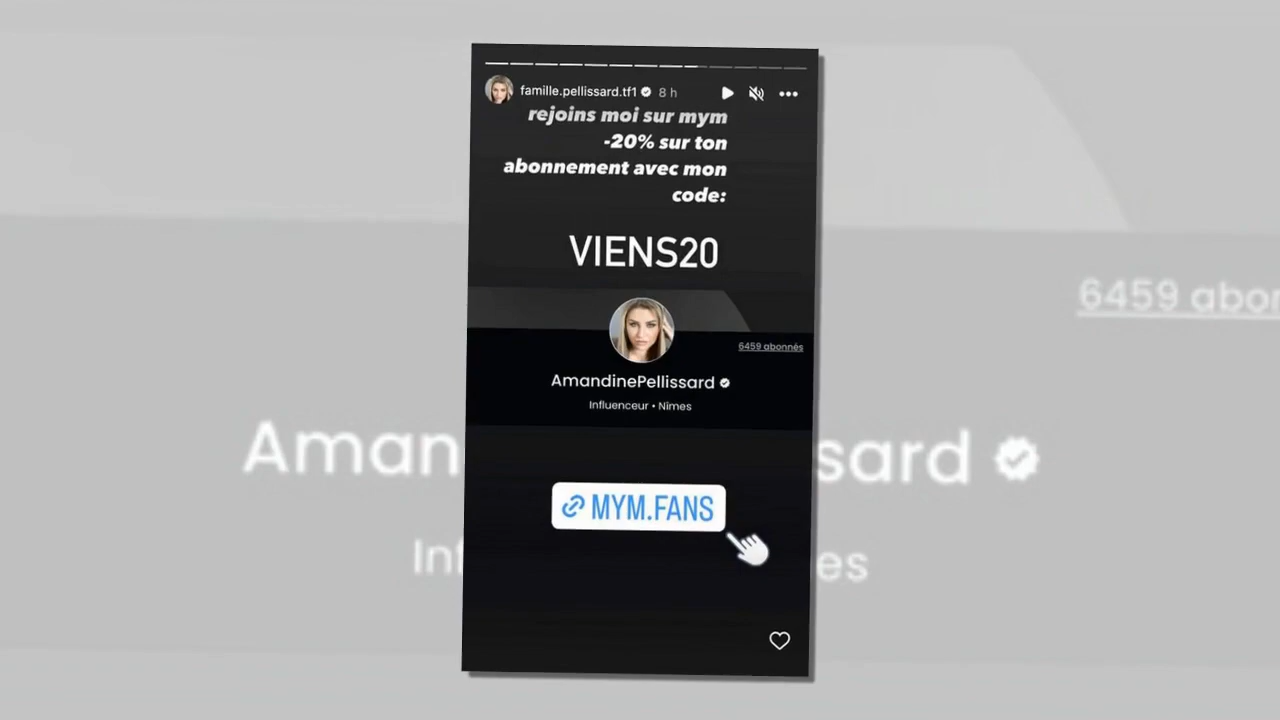 famille.pellissard.tf1 8 h
rejoins moi sur mym
-20% sur ton
abonnement avec mon
code:
VIENS20
6459 abonnés
AmandinePellissard
Influenceur • Nîmes
MYM.FANS
6459 abon
Aman
sard
Inf
es